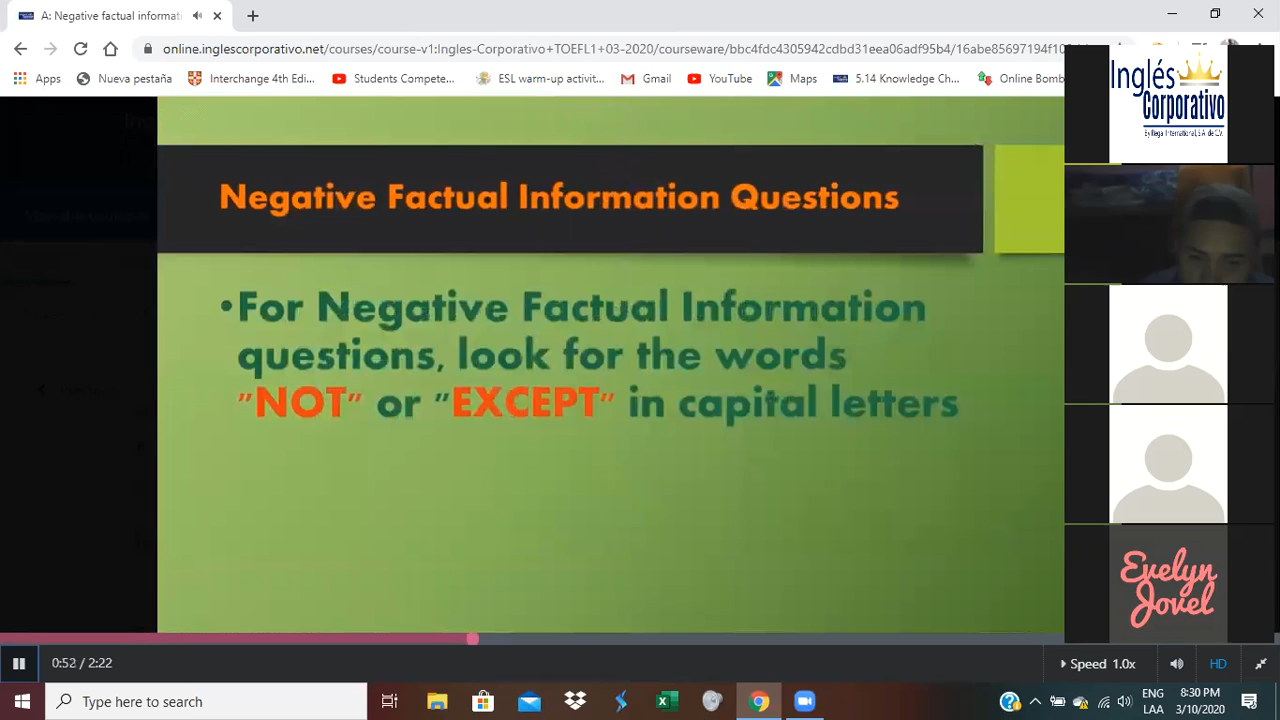 A: Negative factual informat
online.inglescorporativo.net/courses/course-v1:Ingles-Corporativo+TOEFL1+03-2020/courseware/bbc4fdc4305942cdbd31eea06adf95b4/
Apps
Nueva pestaña
Interchange 4th Edi...
Students Compete...
ESL warm-up activit...
Gmail
YouTube
Maps
5.14 Knowledge Ch...
Online Bomb
Inglés
Corporativo
Negative Factual Information Questions
•For Negative Factual Information
questions, look for the words
"NOT" or "EXCEPT" in capital letters
Evelyn
Jovel
0:52 / 2:22
Speed 1.0x
HD
Type here to search
ENG
LAA
8:30 PM
3/10/2020